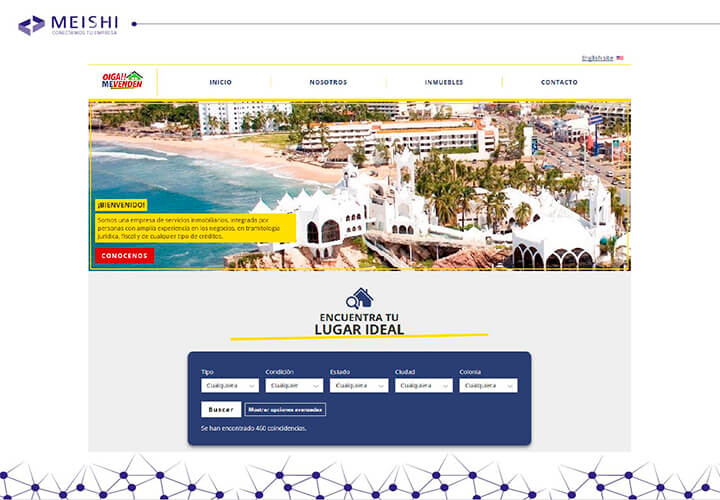 MEISHI
CONECTAMOS TU EMPRESA
English site
OIGA!!
ME VENDEN
INICIO
NOSOTROS
INMUEBLES
CONTACTO
¡BIENVENIDO!
Somos una empresa de servicios inmobiliarios, integrada por
personas con amplia experiencia en los negocios, en tramitología
jurídica, fiscal y de cualquier tipo de créditos.
CONOCENOS
ENCUENTRA TU
LUGAR IDEAL
Tipo
Condición
Estado
Ciudad
Colonia
Cualquiera
Cualquier
Cualquiera
Cualquiera
Cualquiera
Buscar
Mostrar opciones avanzadas
Se han encontrado 460 coincidencias.